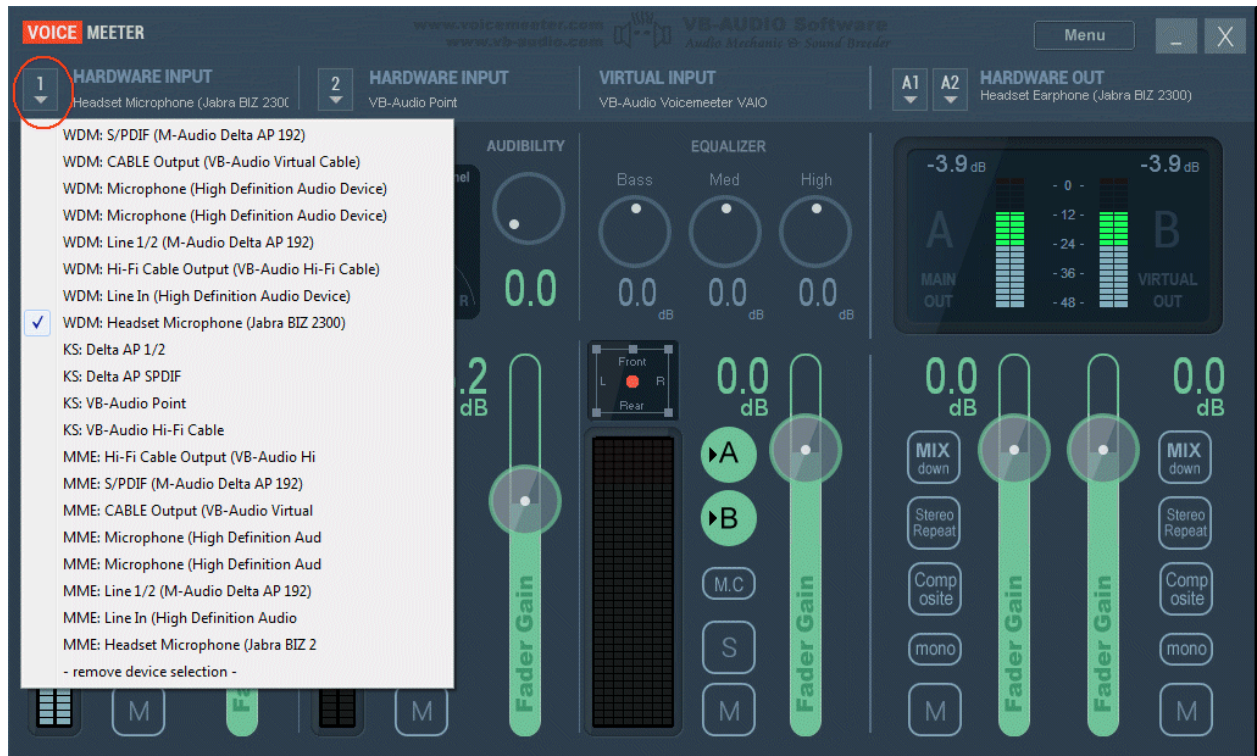 VOICE MEETER
www.voicemeeter.com
www.vb-audio.com
VB-AUDIO Software
Audio Mechanic & Sound Breeder
Menu
_ X
1
HARDWARE INPUT
Headset Microphone (Jabra BIZ 230(
2
HARDWARE INPUT
VB-Audio Point
VIRTUAL INPUT
VB-Audio Voicemeeter VAIO
A1 A2
HARDWARE OUT
Headset Earphone (Jabra BIZ 2300)
WDM: S/PDIF (M-Audio Delta AP 192)
WDM: CABLE Output (VB-Audio Virtual Cable)
WDM: Microphone (High Definition Audio Device)
WDM: Microphone (High Definition Audio Device)
WDM: Line 1/2 (M-Audio Delta AP 192)
WDM: Hi-Fi Cable Output (VB-Audio Hi-Fi Cable)
WDM: Line In (High Definition Audio Device)
WDM: Headset Microphone (Jabra BIZ 2300)
KS: Delta AP 1/2
KS: Delta AP SPDIF
KS: VB-Audio Point
KS: VB-Audio Hi-Fi Cable
MME: Hi-Fi Cable Output (VB-Audio Hi
MME: S/PDIF (M-Audio Delta AP 192)
MME: CABLE Output (VB-Audio Virtual
MME: Microphone (High Definition Aud
MME: Microphone (High Definition Aud
MME: Line 1/2 (M-Audio Delta AP 192)
MME: Line In (High Definition Audio
MME: Headset Microphone (Jabra BIZ 2
- remove device selection -
M
M
AUDIBILITY
R
0.0
.2
dB
Fader Gain
EQUALIZER
Bass Med High
0.0 0.0 0.0
dB dB dB
Front
L R
Rear
0.0
dB
A
B
M.C
S
M
Fader Gain
-3.9 dB -3.9 dB
- 0 -
- 12 -
- 24 -
- 36 -
- 48 -
A
MAIN
OUT
B
VIRTUAL
OUT
0.0
dB
MIX
down
Stereo
Repeat
Comp
osite
mono
M
Fader Gain
Fader Gain
0.0
dB
MIX
down
Stereo
Repeat
Comp
osite
mono
M